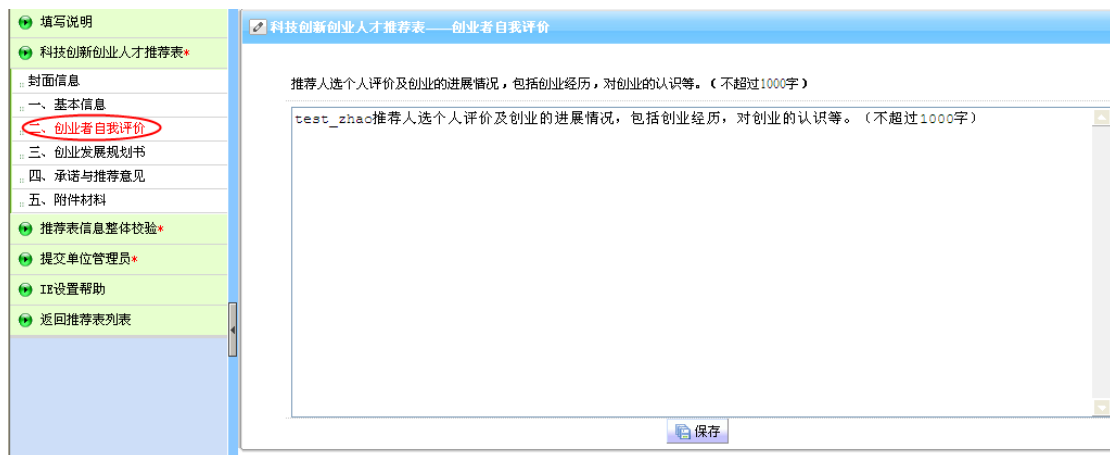 填写说明
科技创新创业人才推荐表*
封面信息
一、基本信息
二、创业者自我评价
三、创业发展规划书
四、承诺与推荐意见
五、附件材料
推荐表信息整体校验*
提交单位管理员*
IE设置帮助
返回推荐表列表
科技创新创业人才推荐表——创业者自我评价
推荐人选个人评价及创业的进展情况，包括创业经历，对创业的认识等。(不超过1000字)
test_zhao推荐人选个人评价及创业的进展情况，包括创业经历，对创业的认识等。（不超过1000字）
保存